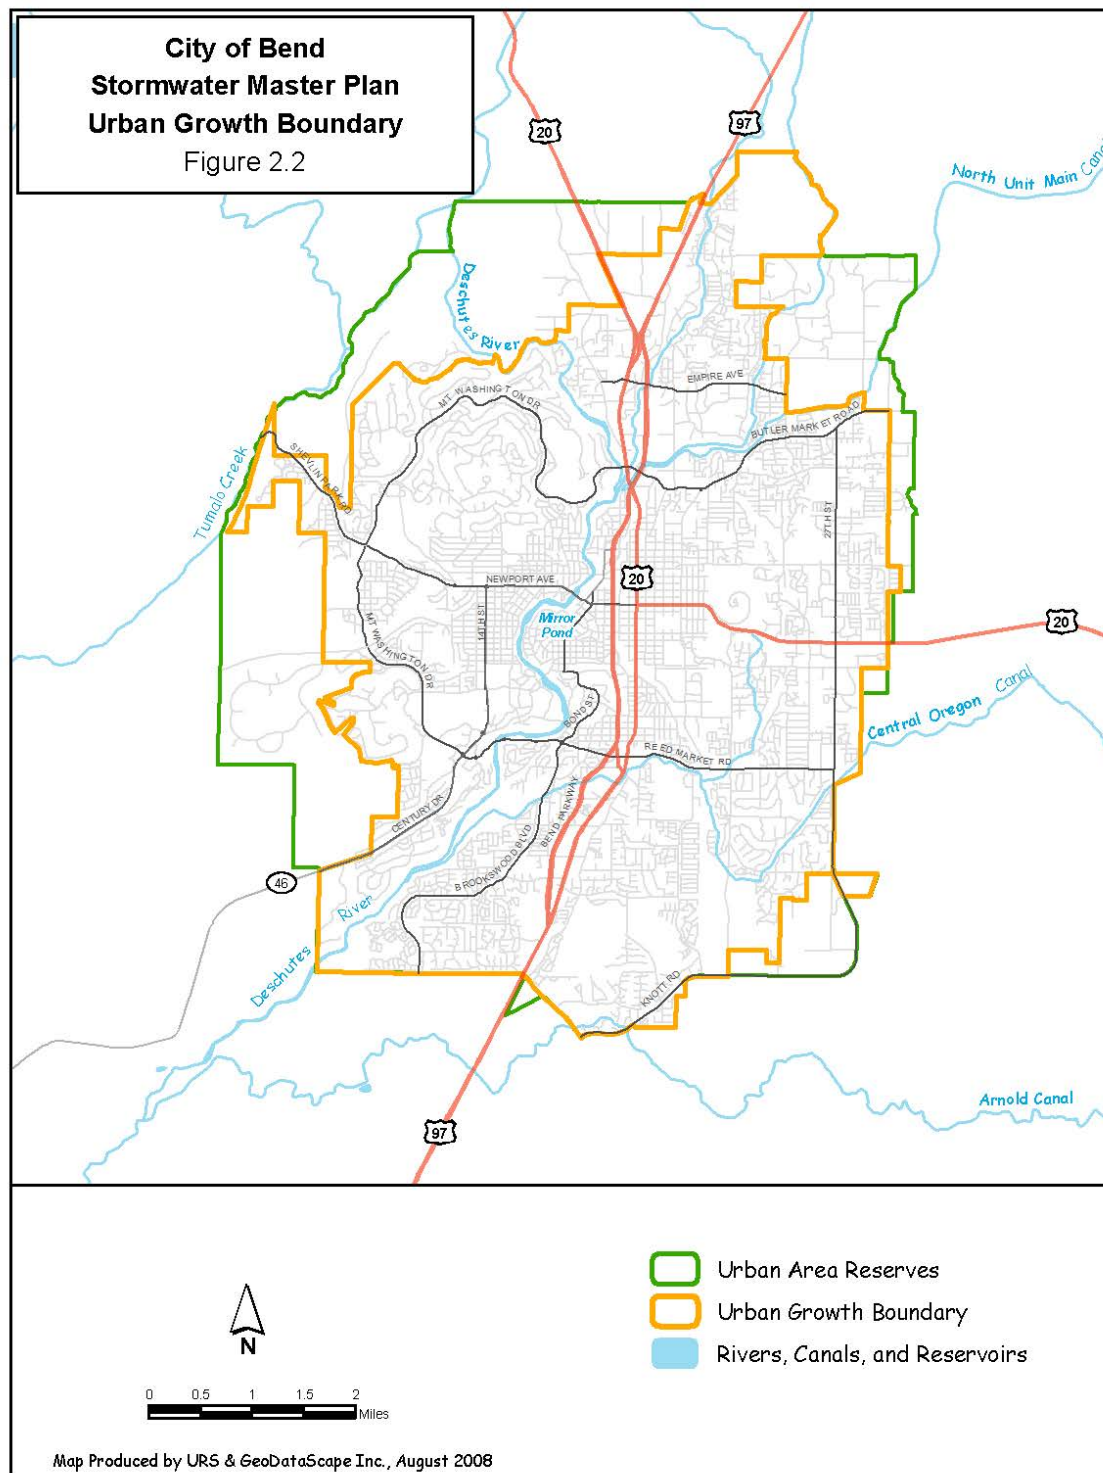 City of Bend
Stormwater Master Plan
Urban Growth Boundary
Figure 2.2
20
97
North Unit Main Canal
Deschutes River
EMPIRE AVE
MT WASHINGTON DR
BUTLER MARKET ROAD
SHEVLIN PARK RD
Tumalo Creek
27TH ST
NEWPORT AVE
20
14TH ST
Mirror
Pond
20
MT WASHINGTON DR
Central Oregon Canal
BOND ST
REED MARKET RD
CENTURY DR
BEND PARKWAY
BROOKSWOOD BLVD
46
Deschutes River
KNOTT RD
Arnold Canal
97
Urban Area Reserves
Urban Growth Boundary
Rivers, Canals, and Reservoirs
N
0 0.5 1 1.5 2
Miles
Map Produced by URS & GeoDataScape Inc., August 2008